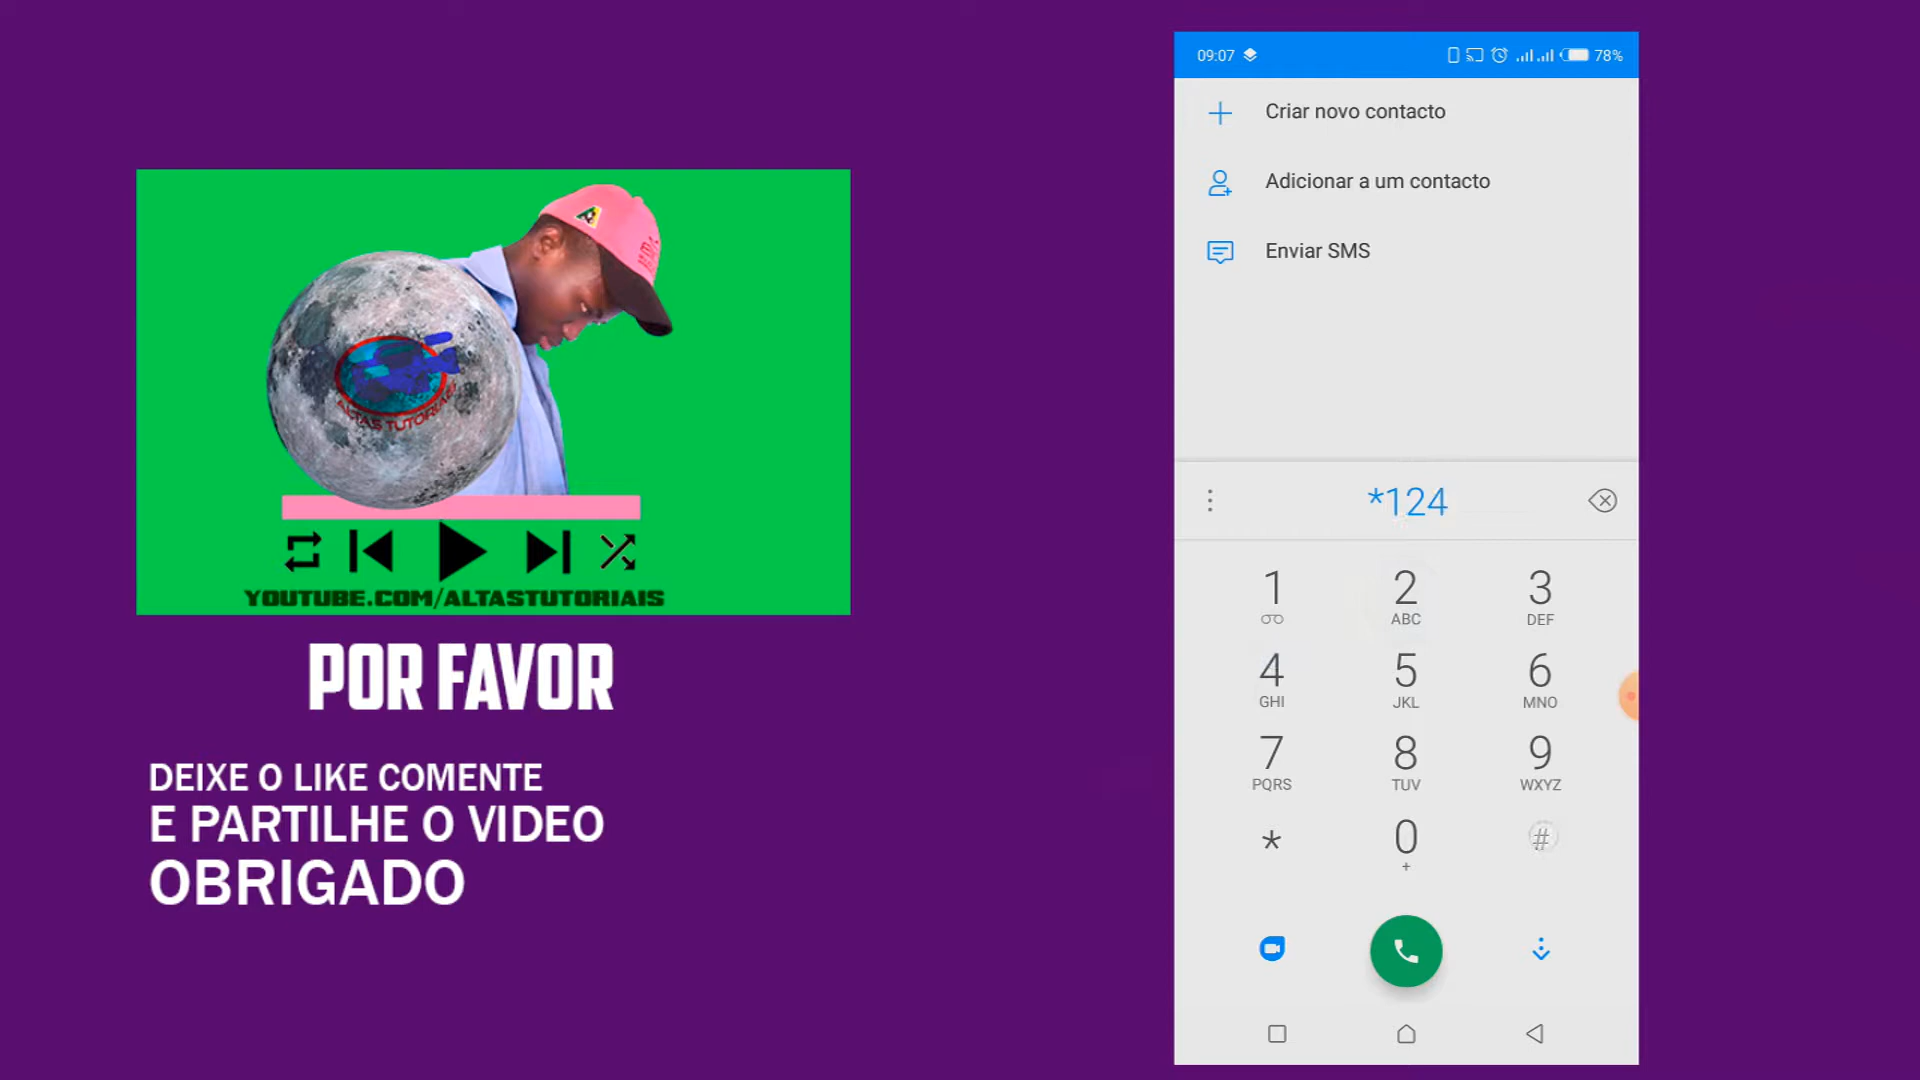 ALTAS TUTORIAIS
YOUTUBE.COM/ALTASTUTORIAIS
POR FAVOR
DEIXE O LIKE COMENTE
E PARTILHE O VIDEO
OBRIGADO
09:07
78%
Criar novo contacto
Adicionar a um contacto
Enviar SMS
*124
1 2 3
ABC DEF
4 5 6
GHI JKL MNO
7 8 9
PQRS TUV WXYZ
* 0 #
+